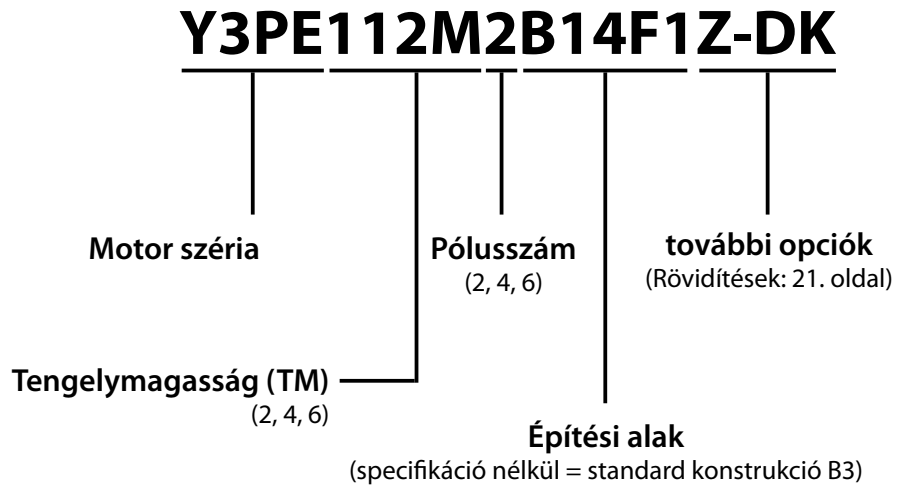 Y3PE112M2B14F1Z-DK
Motor széria
Pólusszám
(2, 4, 6)
további opciók
(Rövidítések: 21. oldal)
Tengelymagasság (TM)
(2, 4, 6)
Építési alak
(specifikáció nélkül = standard konstrukció B3)